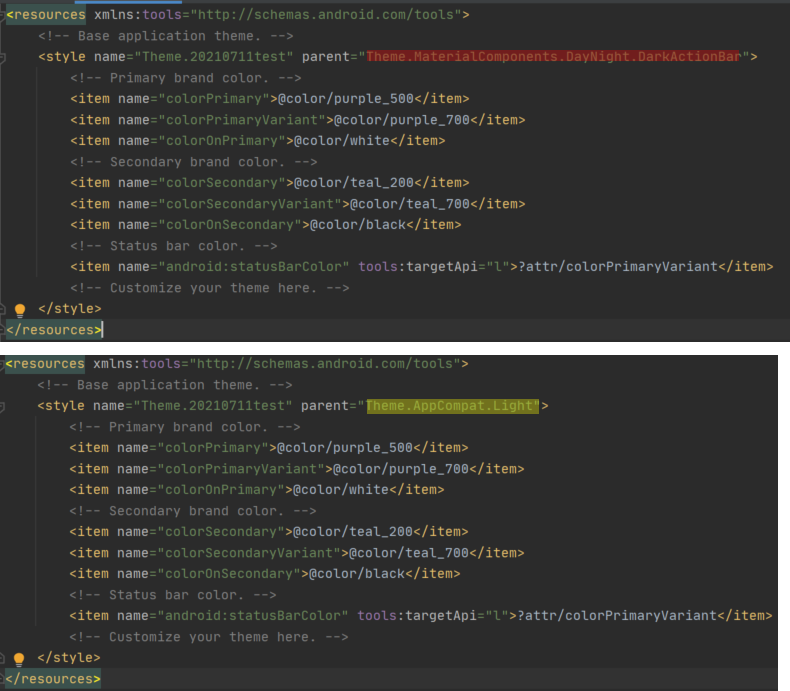 <resources xmlns:tools="http://schemas.android.com/tools">
<!-- Base application theme. -->
<style name="Theme.20210711test" parent="Theme.MaterialComponents.DayNight.DarkActionBar">
<!-- Primary brand color. -->
<item name="colorPrimary">@color/purple_500</item>
<item name="colorPrimaryVariant">@color/purple_700</item>
<item name="colorOnPrimary">@color/white</item>
<!-- Secondary brand color. -->
<item name="colorSecondary">@color/teal_200</item>
<item name="colorSecondaryVariant">@color/teal_700</item>
<item name="colorOnSecondary">@color/black</item>
<!-- Status bar color. -->
<item name="android:statusBarColor" tools:targetApi="l">?attr/colorPrimaryVariant</item>
<!-- Customize your theme here. -->
</style>
</resources>
<resources xmlns:tools="http://schemas.android.com/tools">
<!-- Base application theme. -->
<style name="Theme.20210711test" parent="Theme.AppCompat.Light">
<!-- Primary brand color. -->
<item name="colorPrimary">@color/purple_500</item>
<item name="colorPrimaryVariant">@color/purple_700</item>
<item name="colorOnPrimary">@color/white</item>
<!-- Secondary brand color. -->
<item name="colorSecondary">@color/teal_200</item>
<item name="colorSecondaryVariant">@color/teal_700</item>
<item name="colorOnSecondary">@color/black</item>
<!-- Status bar color. -->
<item name="android:statusBarColor" tools:targetApi="l">?attr/colorPrimaryVariant</item>
<!-- Customize your theme here. -->
</style>
</resources>